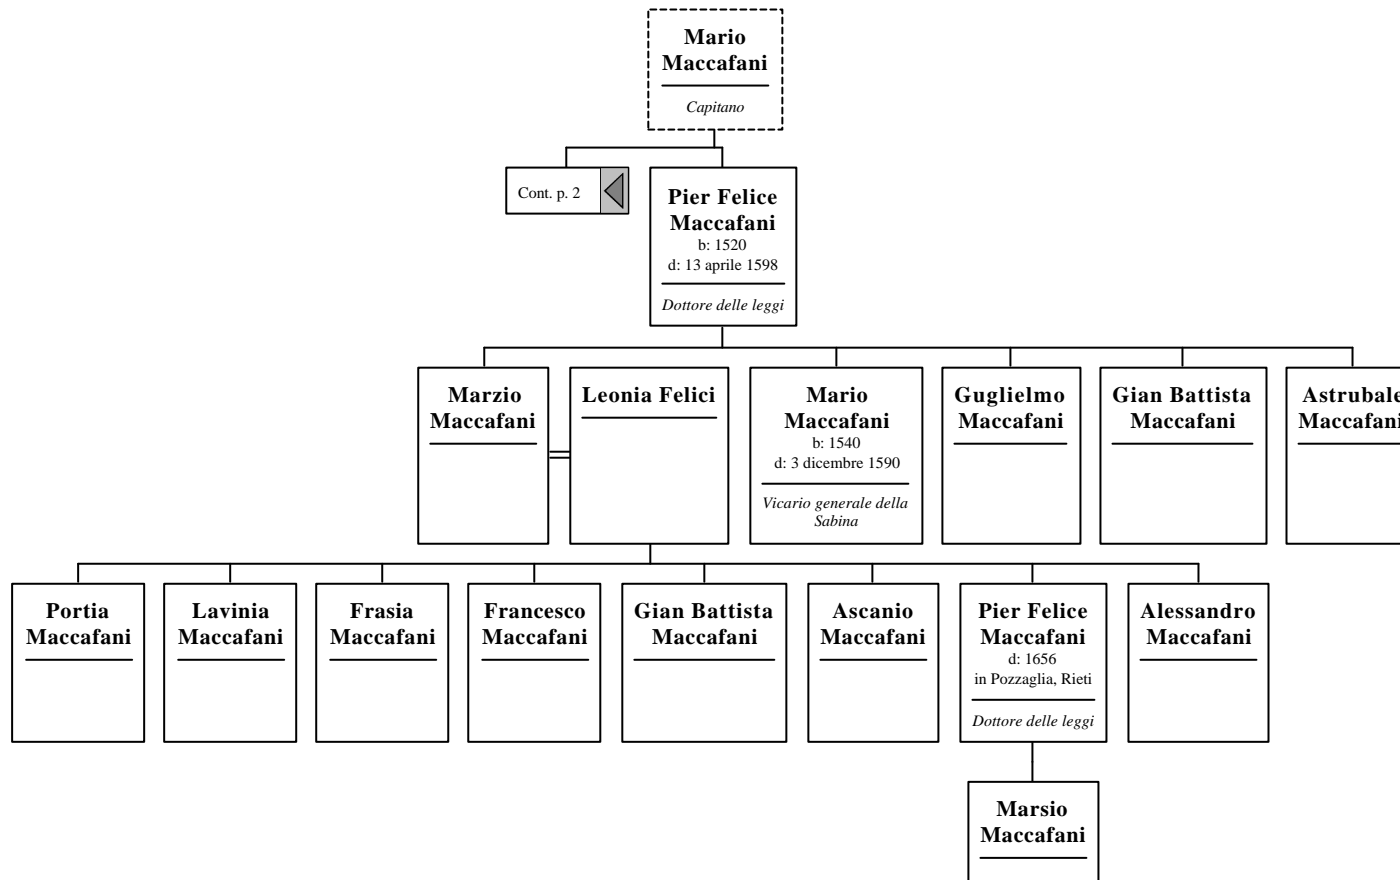 Mario
Maccafani
Capitano
Cont. p. 2
Pier Felice
Maccafani
b: 1520
d: 13 aprile 1598
Dottore delle leggi
Marzio
Maccafani
Leonia Felici
Mario
Maccafani
b: 1540
d: 3 dicembre 1590
Vicario generale della
Sabina
Guglielmo
Maccafani
Gian Battista
Maccafani
Astrubale
Maccafani
Portia
Maccafani
Lavinia
Maccafani
Frasia
Maccafani
Francesco
Maccafani
Gian Battista
Maccafani
Ascanio
Maccafani
Pier Felice
Maccafani
d: 1656
in Pozzaglia, Rieti
Dottore delle leggi
Alessandro
Maccafani
Marsio
Maccafani